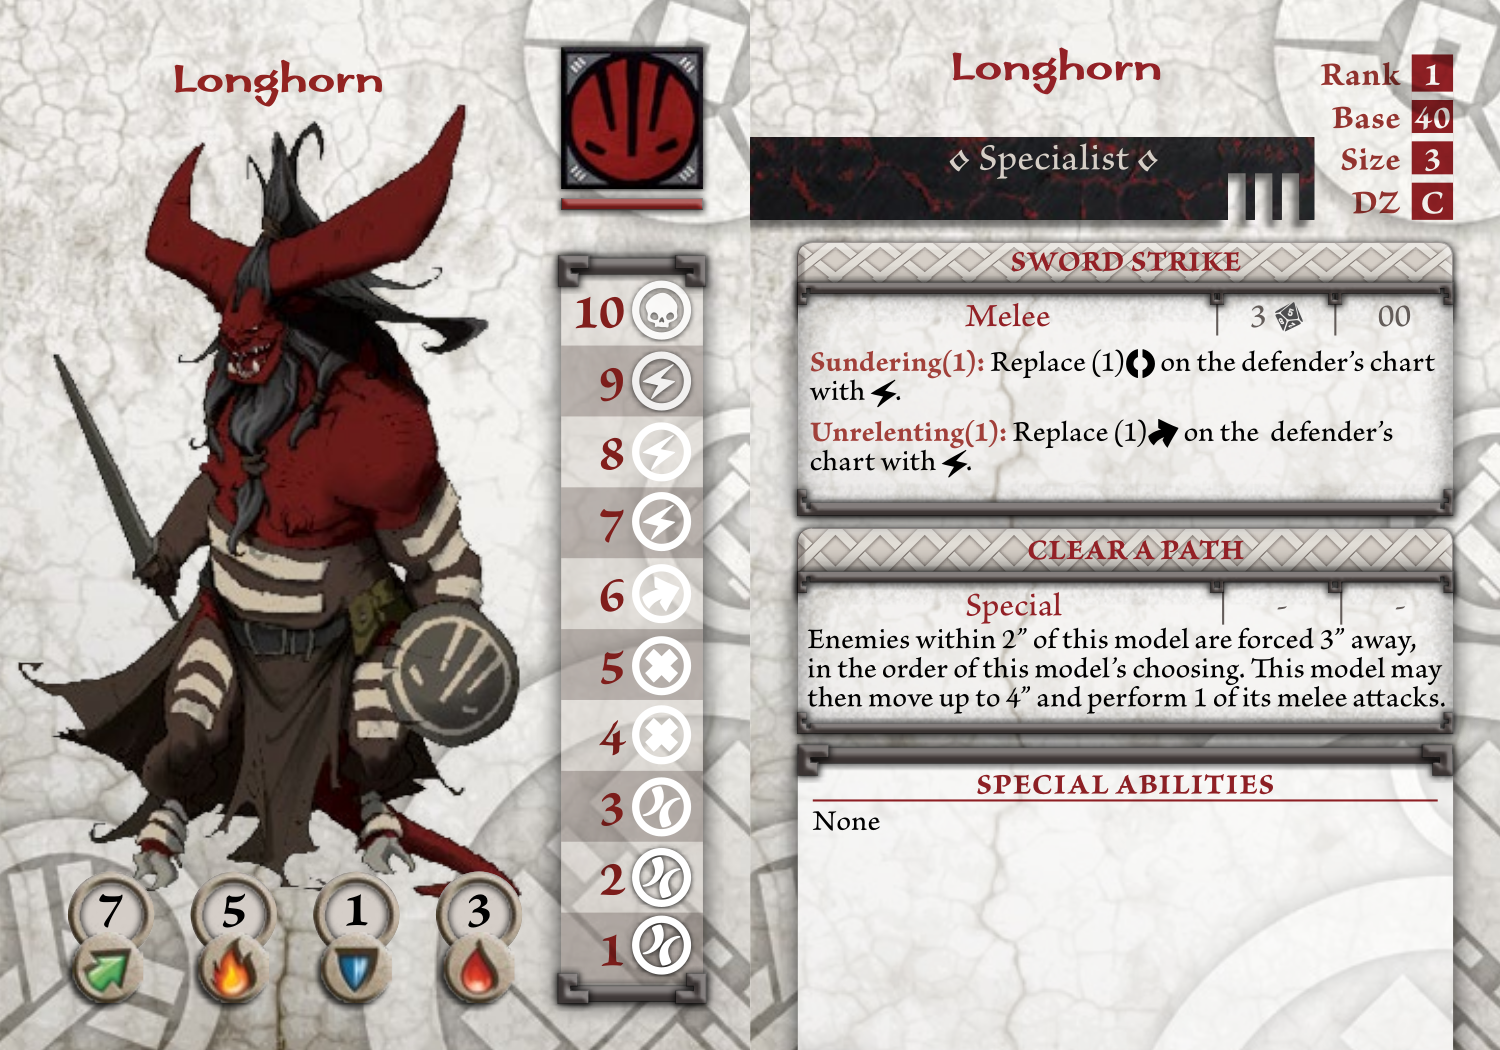 Longhorn
10
9
8
7
6
5
4
3
2
1
7 5 1 3
Longhorn
Rank 1
Base 40
Size 3
DZ C
Specialist
SWORD STRIKE
Melee 3 00
Sundering(1): Replace (1) on the defender's chart
with .
Unrelenting(1): Replace (1) on the defender's
chart with .
CLEAR A PATH
Special - -
Enemies within 2” of this model are forced 3” away,
in the order of this model's choosing. This model may
then move up to 4” and perform 1 of its melee attacks.
SPECIAL ABILITIES
None